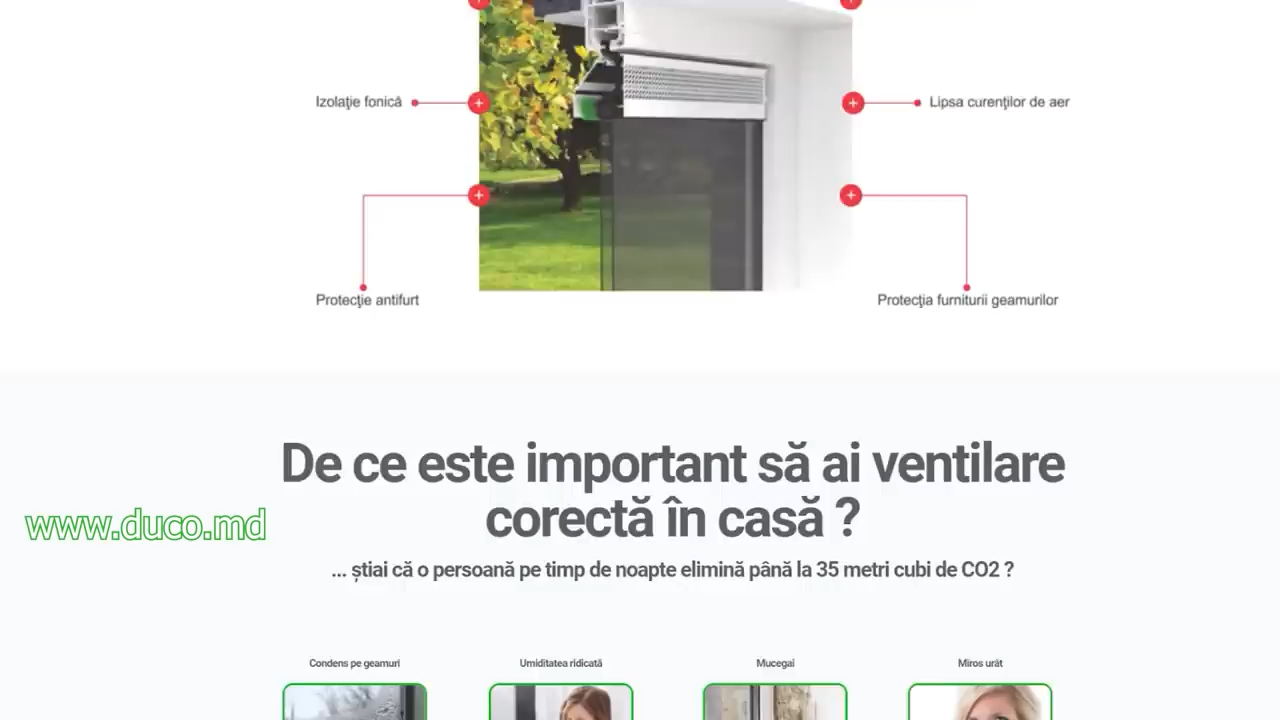 Izolaţie fonică
Lipsa curenţilor de aer
Protecţie antifurt
Protecţia furniturii geamurilor
De ce este important să ai ventilare
corectă în casă ?
www.duco.md
... știai că o persoană pe timp de noapte elimină până la 35 metri cubi de CO2 ?
Condens pe geamuri
Umiditatea ridicată
Mucegai
Miros urât